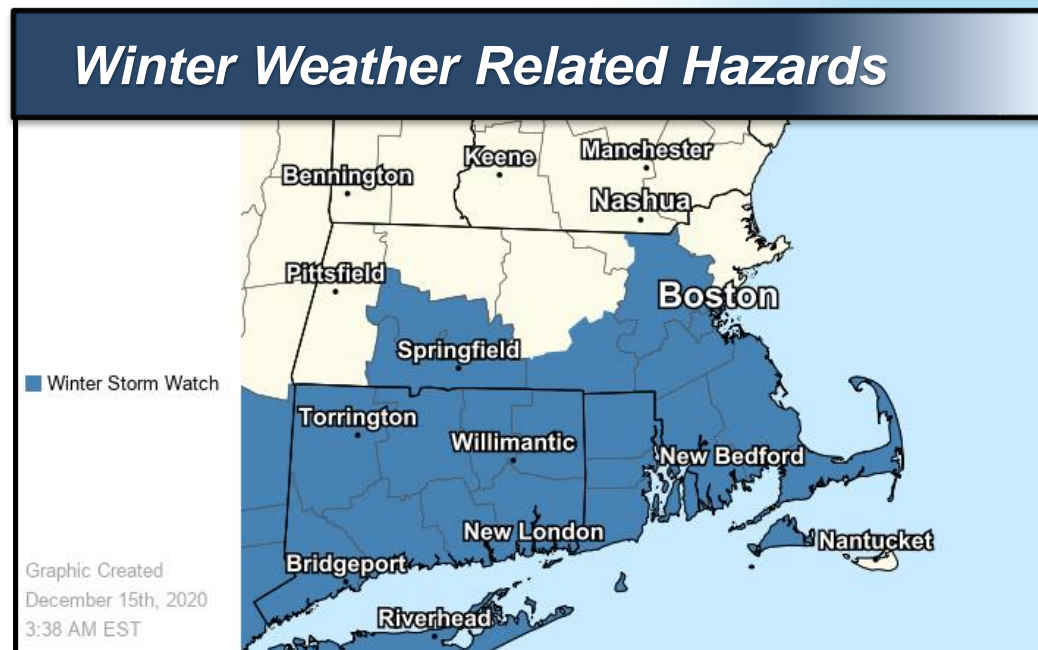 Winter Weather Related Hazards
Bennington
Keene
Manchester
Nashua
Pittsfield
Boston
Springfield
Winter Storm Watch
Torrington
Willimantic
New Bedford
New London
Nantucket
Bridgeport
Riverhead
Graphic Created
December 15th, 2020
3:38 AM EST